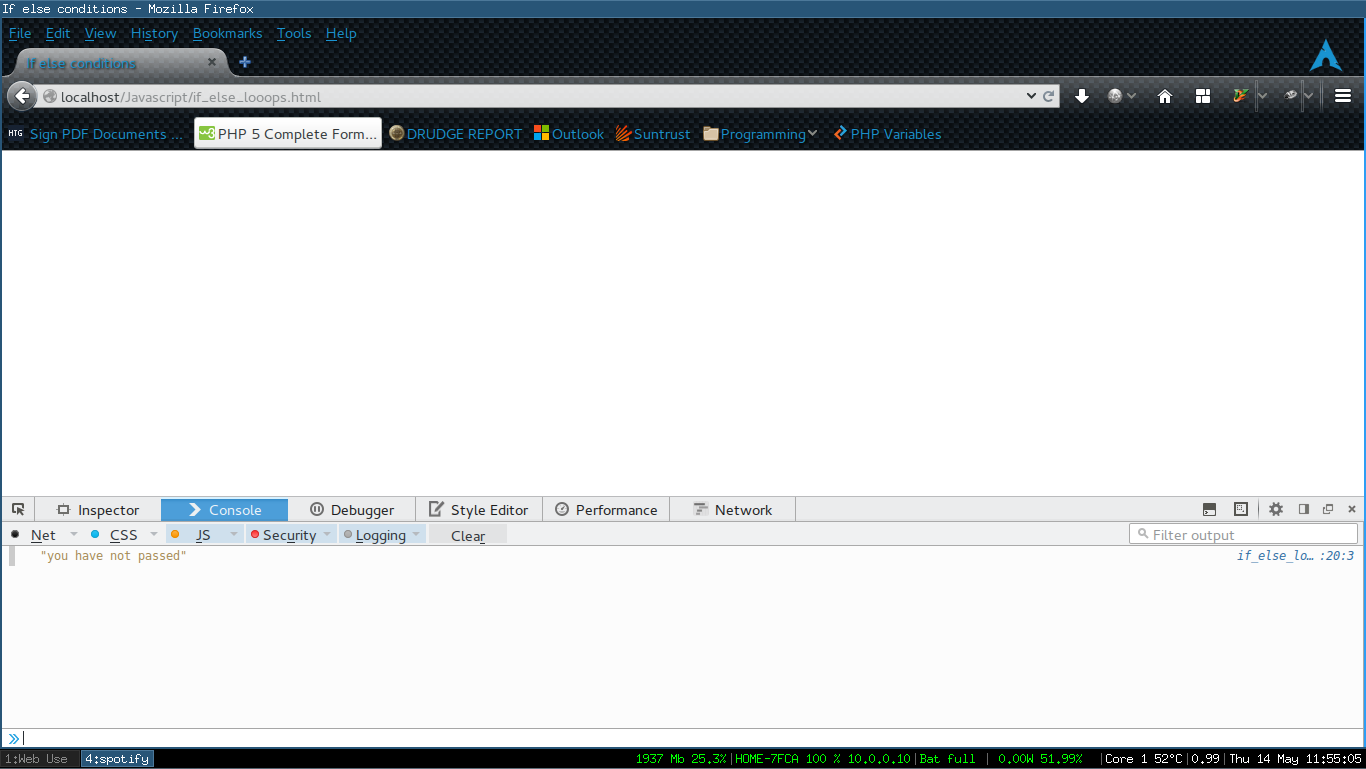 If else conditions - Mozilla Firefox
File Edit View History Bookmarks Tools Help
If else conditions
localhost/Javascript/if_else_looops.html
HTG Sign PDF Documents ... PHP 5 Complete Form... DRUDGE REPORT Outlook Suntrust Programming PHP Variables
Inspector Console Debugger Style Editor Performance Network
Net CSS JS Security Logging Clear Filter output
"you have not passed" if_else_lo… :20:3
1:Web Use 4:spotify 1937 Mb 25.3%|HOME-7FCA 100 % 10.0.0.10|Bat full | 0.00W 51.99% |Core 1 52°C|0.99|Thu 14 May 11:55:05